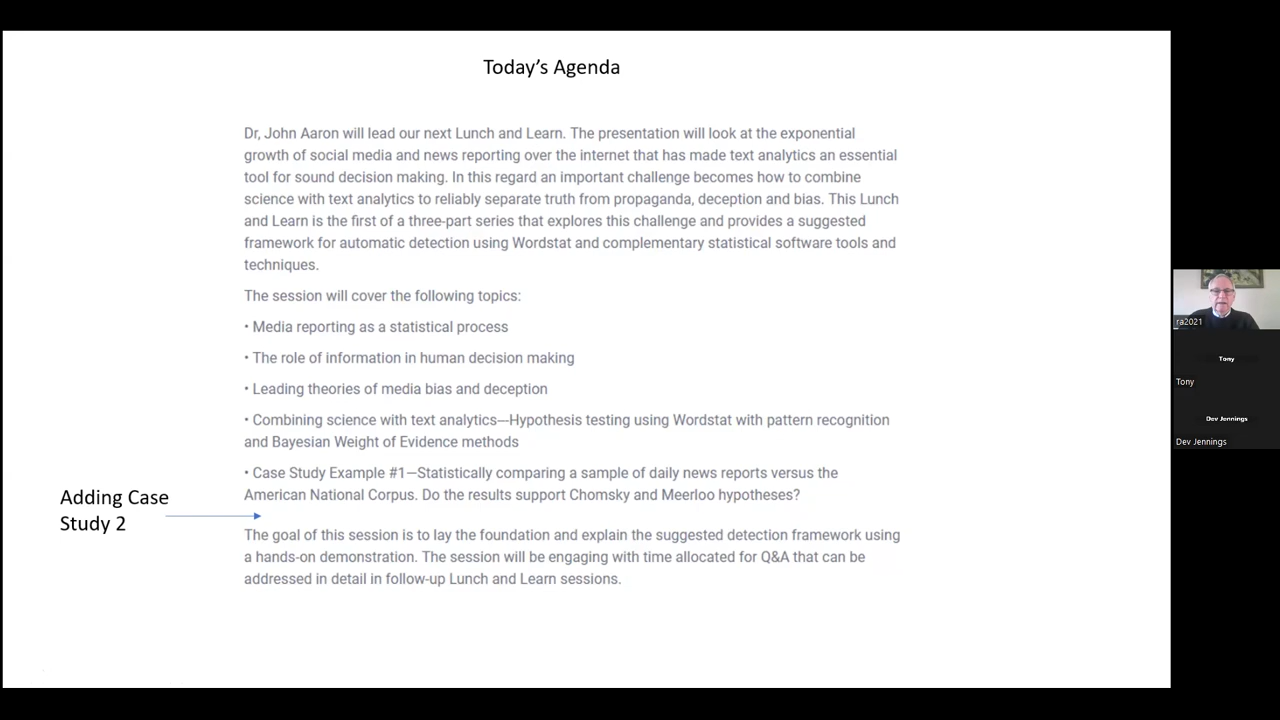 Today's Agenda
Dr, John Aaron will lead our next Lunch and Learn. The presentation will look at the exponential
growth of social media and news reporting over the internet that has made text analytics an essential
tool for sound decision making. In this regard an important challenge becomes how to combine
science with text analytics to reliably separate truth from propaganda, deception and bias. This Lunch
and Learn is the first of a three-part series that explores this challenge and provides a suggested
framework for automatic detection using Wordstat and complementary statistical software tools and
techniques.
The session will cover the following topics:
• Media reporting as a statistical process
• The role of information in human decision making
• Leading theories of media bias and deception
• Combining science with text analytics—Hypothesis testing using Wordstat with pattern recognition
and Bayesian Weight of Evidence methods
• Case Study Example #1—Statistically comparing a sample of daily news reports versus the
American National Corpus. Do the results support Chomsky and Meerloo hypotheses?
Adding Case
Study 2
The goal of this session is to lay the foundation and explain the suggested detection framework using
a hands-on demonstration. The session will be engaging with time allocated for Q&A that can be
addressed in detail in follow-up Lunch and Learn sessions.
ra2021
Tony
Tony
Dev Jennings
Dev Jennings